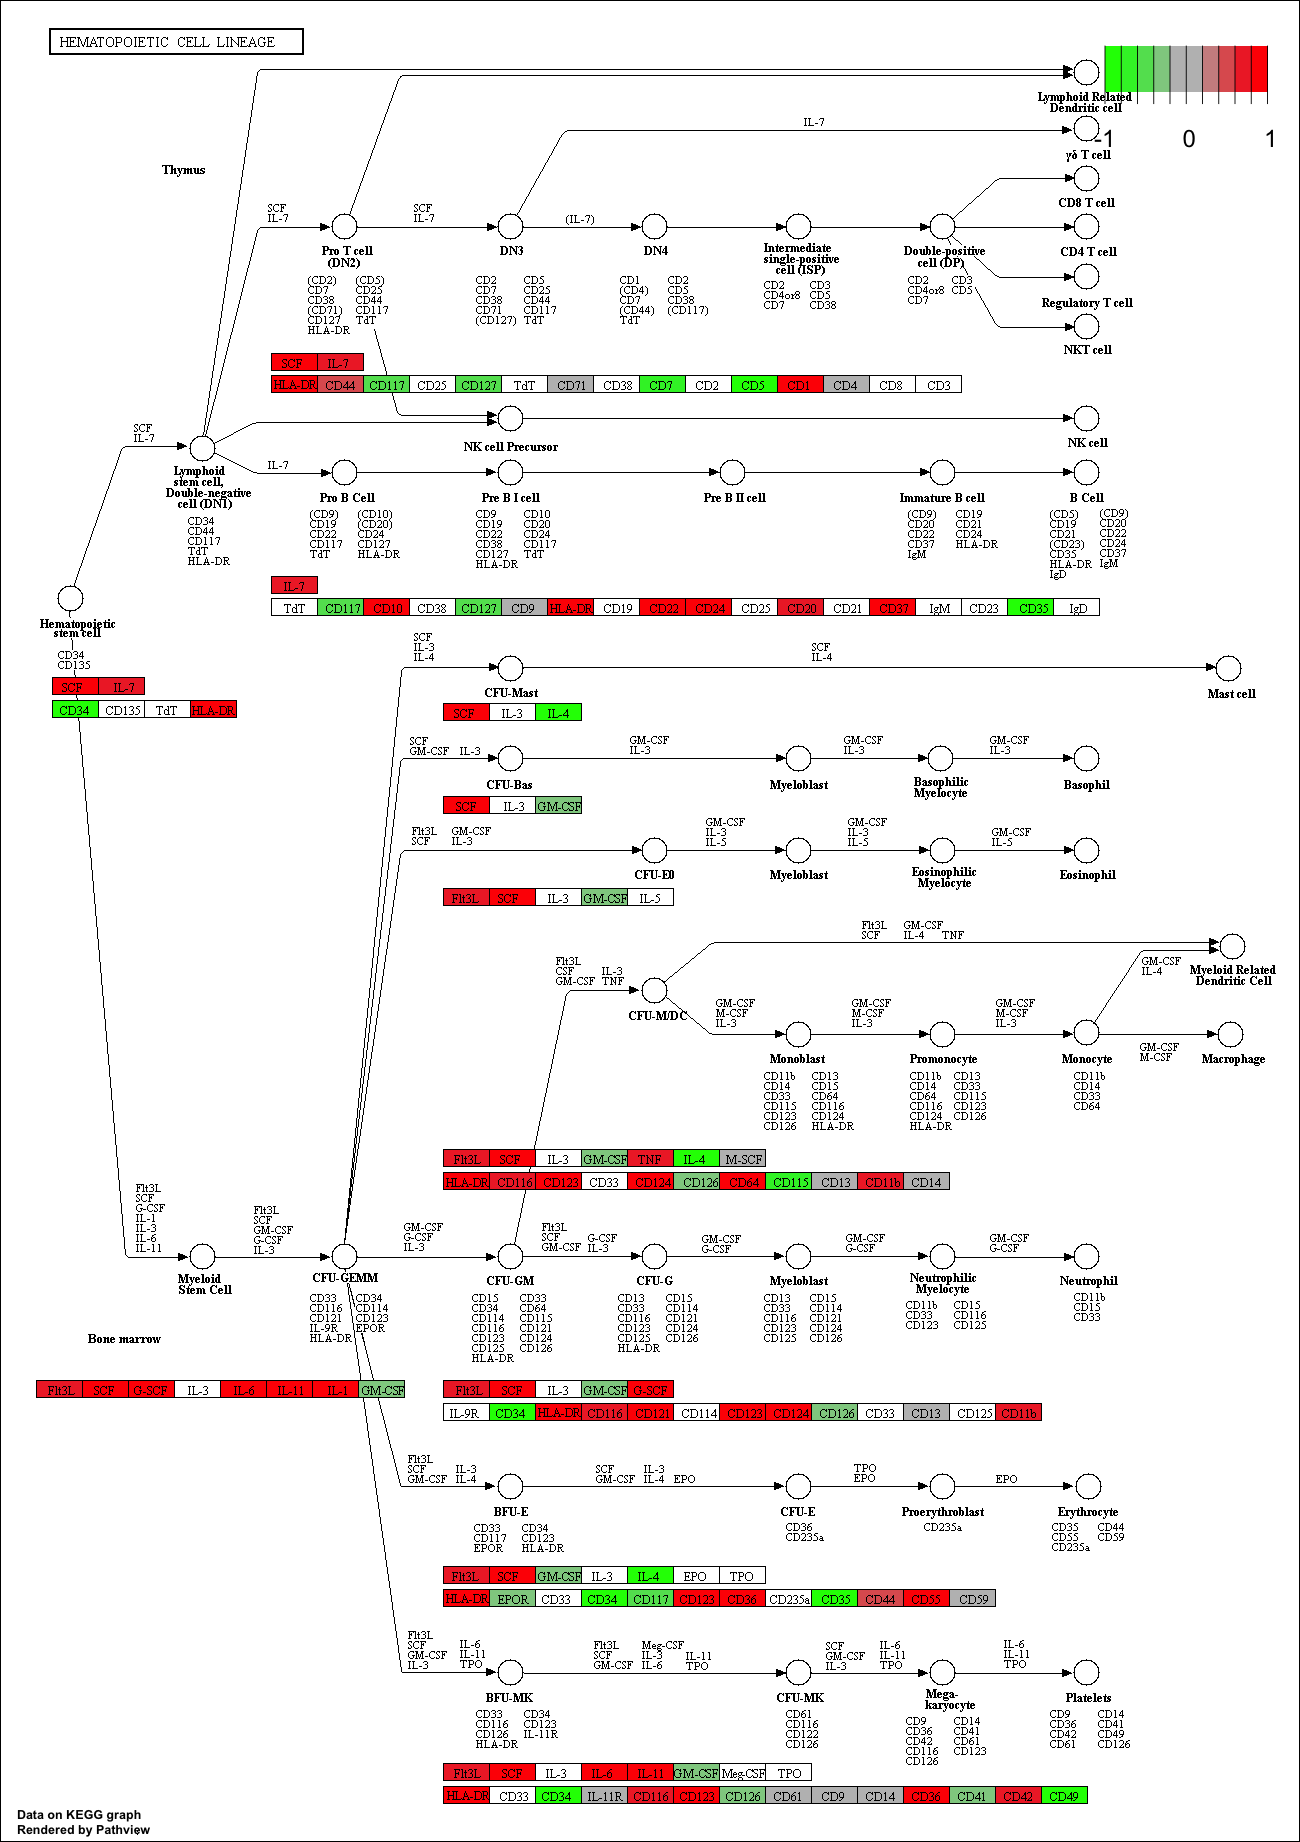 HEMATOPOIETIC CELL LINEAGE
-1 0 1
Lymphoid Related
Dendritic cell
IL-7
γδ T cell
Thymus
CD8 T cell
SCF
IL-7
SCF
IL-7
(IL-7)
Pro T cell
(DN2)
DN3
DN4
Intermediate
single-positive
cell (ISP)
Double-positive
cell (DP)
CD4 T cell
Regulatory T cell
NKT cell
(CD2) (CD5)
CD7 CD25
CD38 CD44
(CD71) CD117
CD127 TdT
HLA-DR
CD2 CD5
CD7 CD25
CD38 CD44
CD71 CD117
(CD127) TdT
CD1 CD2
(CD4) CD5
CD7 CD38
(CD44) (CD117)
TdT
CD2 CD3
CD4or8 CD5
CD7 CD38
CD2 CD3
CD4or8 CD5
CD7
SCF IL-7
HLA-DR CD44 CD117 CD25 CD127 TdT CD71 CD38 CD7 CD2 CD5 CD1 CD4 CD8 CD3
SCF
IL-7
NK cell Precursor
NK cell
Lymphoid
stem cell,
Double-negative
cell (DN1)
IL-7
Pro B Cell
Pre B I cell
Pre B II cell
Immature B cell
B Cell
CD34
CD44
CD117
TdT
HLA-DR
(CD9) (CD10)
CD19 (CD20)
CD22 CD24
CD117 CD127
TdT HLA-DR
CD9 CD10
CD19 CD20
CD22 CD24
CD38 CD117
CD127 TdT
HLA-DR
(CD9) CD19
CD20 CD21
CD22 CD24
CD37 HLA-DR
IgM
(CD5) (CD9)
CD19 CD20
CD21 CD22
(CD23) CD24
CD35 CD37
HLA-DR IgM
IgD
IL-7
TdT CD117 CD10 CD38 CD127 CD9 HLA-DR CD19 CD22 CD24 CD25 CD20 CD21 CD37 IgM CD23 CD35 IgD
Hematopoietic
stem cell
CD34
CD135
SCF IL-7
CD34 CD135 TdT HLA-DR
SCF
IL-3
IL-4
SCF
IL-4
CFU-Mast
Mast cell
SCF IL-3 IL-4
SCF
GM-CSF IL-3
GM-CSF
IL-3
GM-CSF
IL-3
GM-CSF
IL-3
CFU-Bas
Myeloblast
Basophilic
Myelocyte
Basophil
SCF IL-3 GM-CSF
Flt3L GM-CSF
SCF IL-3
GM-CSF
IL-3
IL-5
GM-CSF
IL-3
IL-5
GM-CSF
IL-5
CFU-E0
Myeloblast
Eosinophilic
Myelocyte
Eosinophil
Flt3L SCF IL-3 GM-CSF IL-5
Flt3L GM-CSF
SCF IL-4 TNF
Flt3L
CSF IL-3
GM-CSF TNF
GM-CSF
IL-4
Myeloid Related
Dendritic Cell
CFU-M/DC
GM-CSF
M-CSF
IL-3
GM-CSF
M-CSF
IL-3
GM-CSF
M-CSF
IL-3
GM-CSF
M-CSF
Monoblast
Promonocyte
Monocyte
Macrophage
CD11b CD13
CD14 CD15
CD33 CD64
CD115 CD116
CD123 CD124
CD126 HLA-DR
CD11b CD13
CD14 CD33
CD64 CD115
CD116 CD123
CD124 CD126
HLA-DR
CD11b
CD14
CD33
CD64
Flt3L SCF IL-3 GM-CSF TNF IL-4 M-SCF
HLA-DR CD116 CD123 CD33 CD124 CD126 CD64 CD115 CD13 CD11b CD14
Flt3L
SCF
G-CSF
IL-1
IL-3
IL-6
IL-11
Flt3L
SCF
GM-CSF
G-CSF
IL-3
GM-CSF
G-CSF
IL-3
Flt3L
SCF G-CSF
GM-CSF IL-3
GM-CSF
G-CSF
GM-CSF
G-CSF
GM-CSF
G-CSF
Myeloid
Stem Cell
CFU-GEMM
CFU-GM
CFU-G
Myeloblast
Neutrophilic
Myelocyte
Neutrophil
CD33 CD34
CD116 CD114
CD121 CD123
IL-9R EPOR
HLA-DR
CD15 CD33
CD34 CD64
CD114 CD115
CD116 CD121
CD123 CD124
CD125 CD126
HLA-DR
CD13 CD15
CD33 CD114
CD116 CD121
CD123 CD124
CD125 CD126
HLA-DR
CD13 CD15
CD33 CD114
CD116 CD121
CD123 CD124
CD125 CD126
CD11b CD15
CD33 CD116
CD123 CD125
CD11b
CD15
CD33
Bone marrow
Flt3L SCF G-SCF IL-3 IL-6 IL-11 IL-1 GM-CSF
Flt3L SCF IL-3 GM-CSF G-SCF
IL-9R CD34 HLA-DR CD116 CD121 CD114 CD123 CD124 CD126 CD33 CD13 CD125 CD11b
Flt3L
SCF IL-3
GM-CSF IL-4
SCF IL-3
GM-CSF IL-4 EPO
TPO
EPO
EPO
BFU-E
CFU-E
Proerythroblast
Erythrocyte
CD33 CD34
CD117 CD123
EPOR HLA-DR
CD36
CD235a
CD235a
CD35 CD44
CD55 CD59
CD235a
Flt3L SCF GM-CSF IL-3 IL-4 EPO TPO
HLA-DR EPOR CD33 CD34 CD117 CD123 CD36 CD235a CD35 CD44 CD55 CD59
Flt3L
SCF IL-6
GM-CSF IL-11
IL-3 TPO
Flt3L Meg-CSF
SCF IL-3 IL-11
GM-CSF IL-6 TPO
SCF IL-6
GM-CSF IL-11
IL-3 TPO
IL-6
IL-11
TPO
BFU-MK
CFU-MK
Mega-
karyocyte
Platelets
CD33 CD34
CD116 CD123
CD126 IL-11R
HLA-DR
CD61
CD116
CD122
CD126
CD9 CD14
CD36 CD41
CD42 CD61
CD116 CD123
CD126
CD9 CD14
CD36 CD41
CD42 CD49
CD61 CD126
Flt3L SCF IL-3 IL-6 IL-11 GM-CSF Meg-CSF TPO
HLA-DR CD33 CD34 IL-11R CD116 CD123 CD126 CD61 CD9 CD14 CD36 CD41 CD42 CD49
Data on KEGG graph
Rendered by Pathview